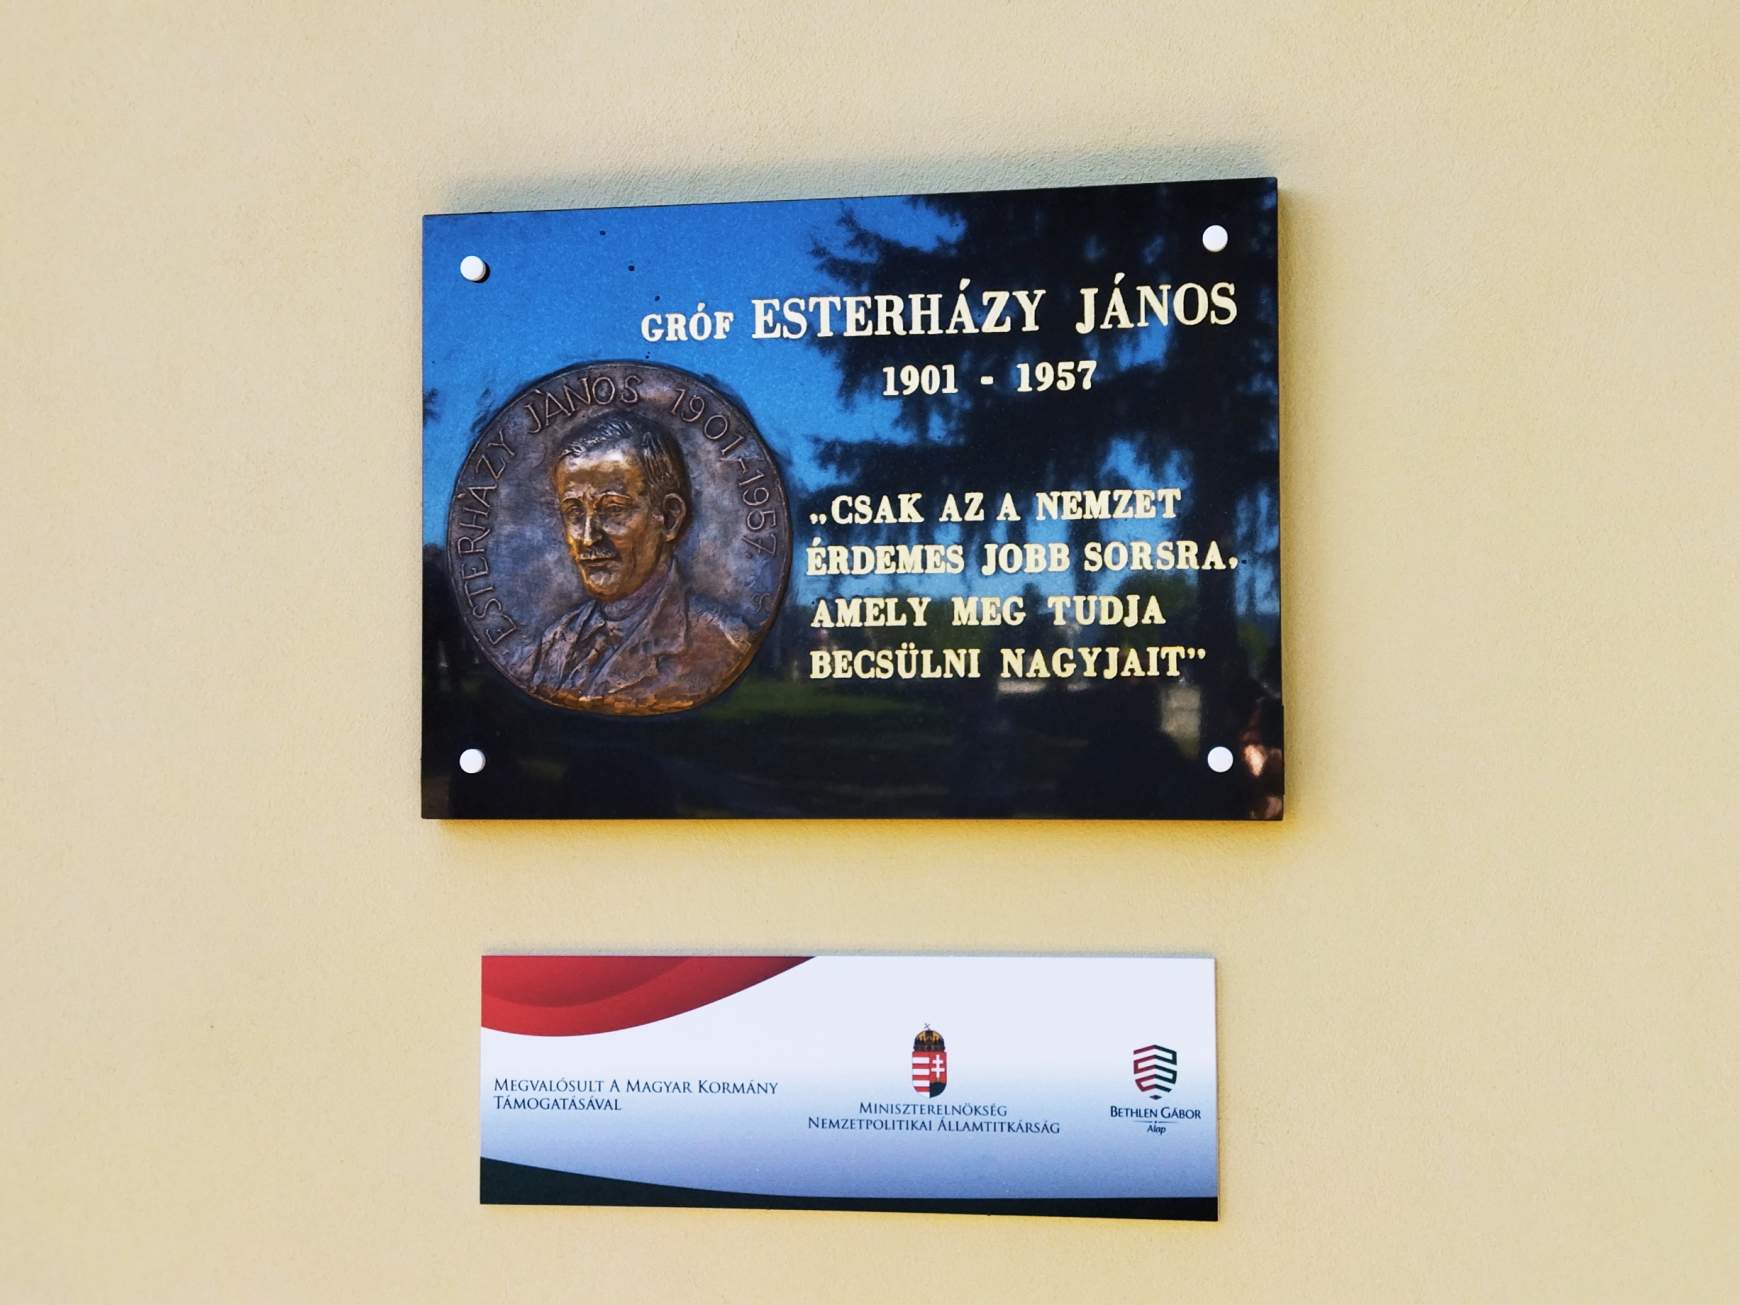 GRÓF ESTERHÁZY JÁNOS
1901 - 1957
ESTERHÁZY JÁNOS 1901-1957
„CSAK AZ A NEMZET
ÉRDEMES JOBB SORSRA,
AMELY MEG TUDJA
BECSÜLNI NAGYJAIT”
MEGVALÓSULT A MAGYAR KORMÁNY
TÁMOGATÁSÁVAL
MINISZTERELNÖKSÉG
NEMZETPOLITIKAI ÁLLAMTITKÁRSÁG
BETHLEN GÁBOR
Alap